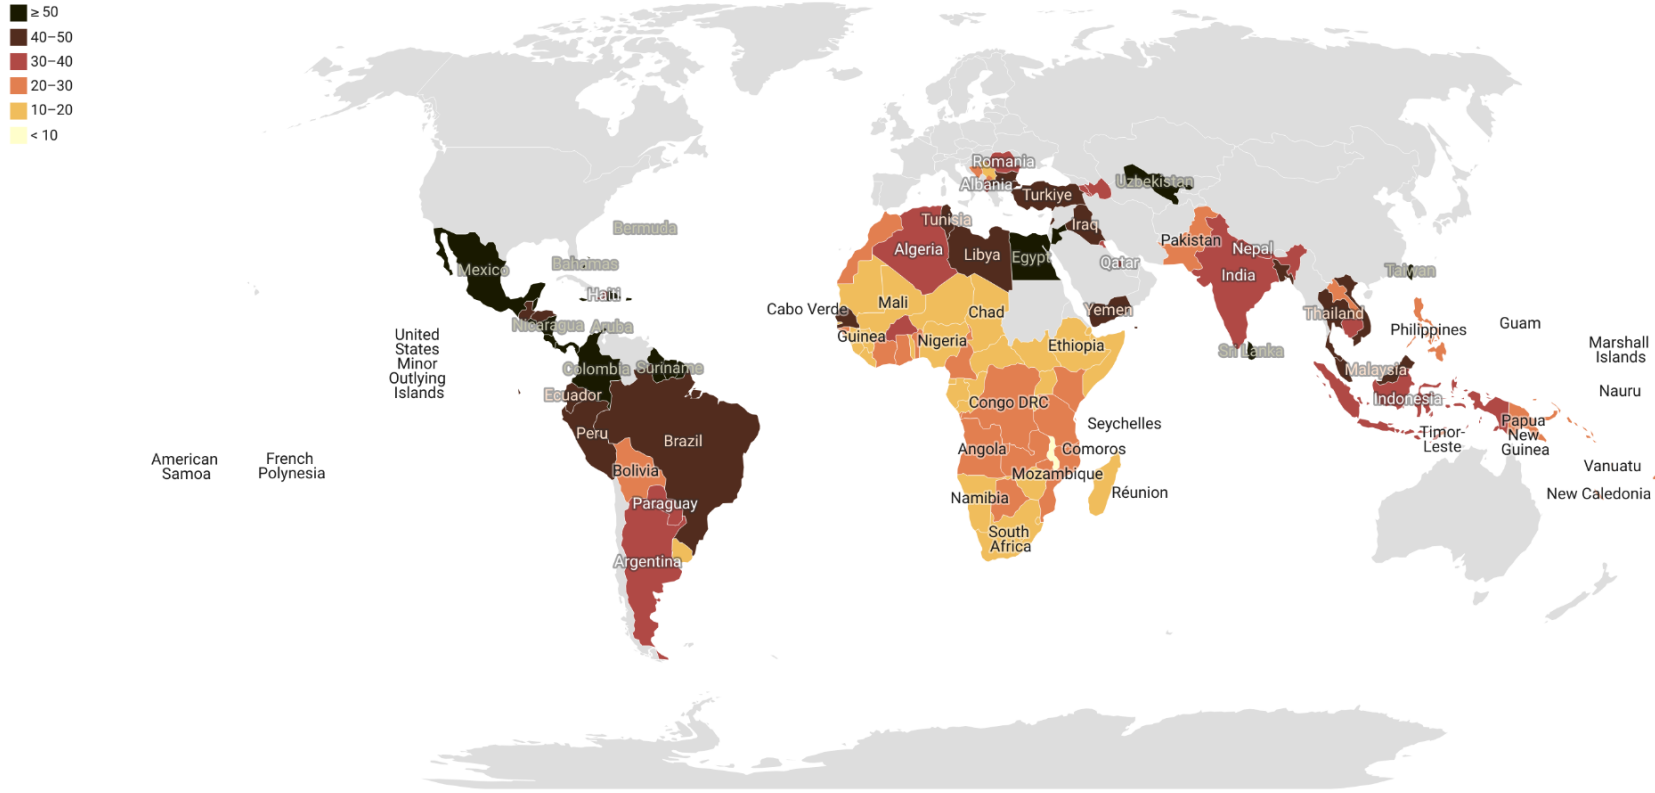 ≥ 50
40–50
30–40
20–30
10–20
< 10
Romania
Albania
Turkiye
Uzbekistan
Bermuda
Tunisia
Iraq
Algeria
Libya
Egypt
Pakistan
Nepal
Bahamas
Mexico
Qatar
India
Taiwan
Haiti
Cabo Verde
Mali
Chad
Yemen
Nicaragua
Aruba
Guinea
Nigeria
Ethiopia
Thailand
Philippines
Guam
United
States
Minor
Outlying
Islands
Marshall
Islands
Sri Lanka
Colombia
Suriname
Malaysia
Ecuador
Congo DRC
Indonesia
Nauru
Peru
Brazil
Seychelles
Papua
New
Guinea
Timor-
Leste
Angola
Comoros
American
Samoa
French
Polynesia
Bolivia
Mozambique
Vanuatu
Paraguay
Namibia
Réunion
New Caledonia
South
Africa
Argentina